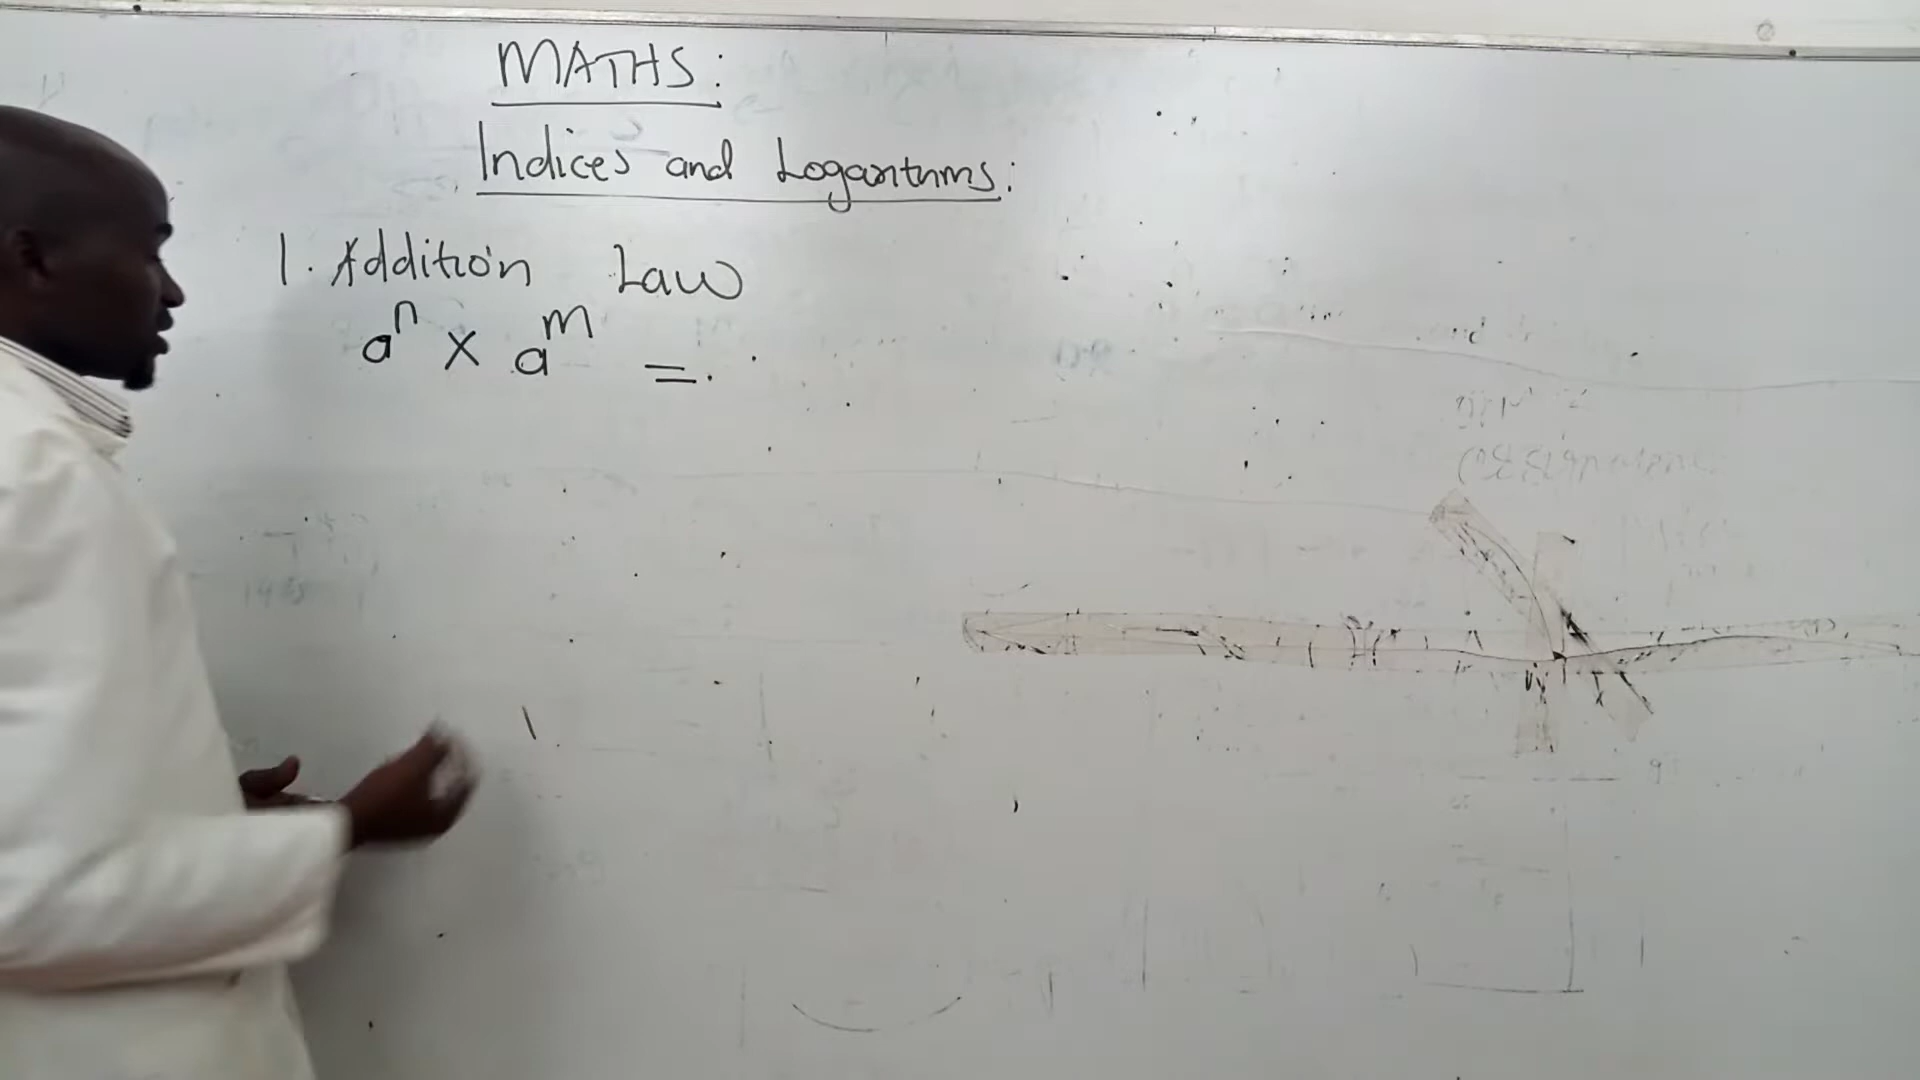 MATHS:
Indices and Logarithms:
1. Addition Law
aⁿ × aᵐ =